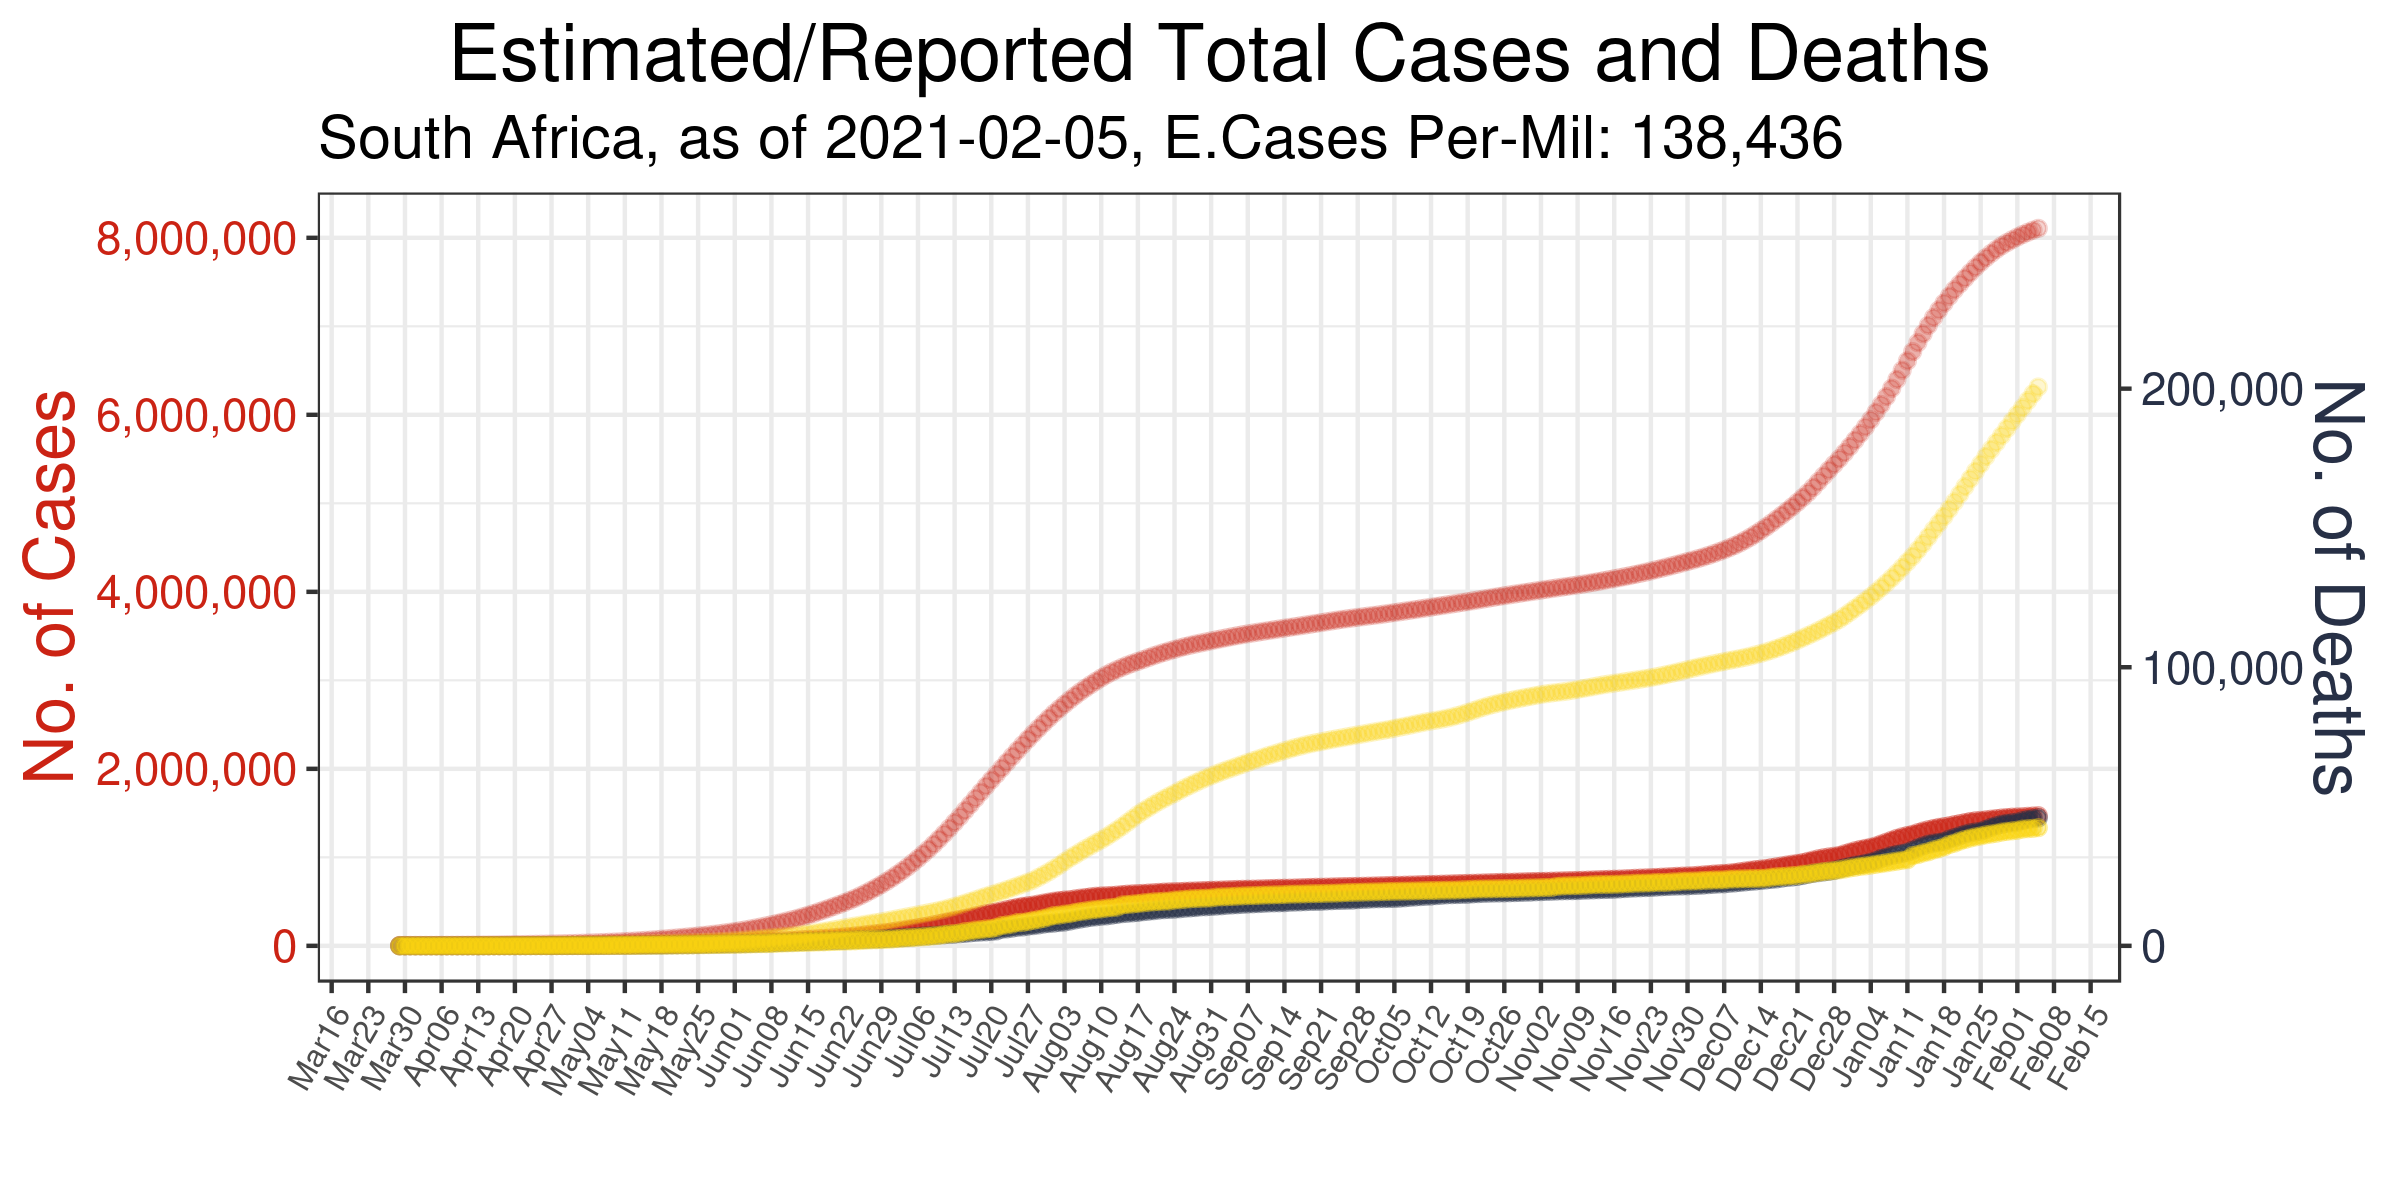 Estimated/Reported Total Cases and Deaths
South Africa, as of 2021-02-05, E.Cases Per-Mil: 138,436
No. of Cases
8,000,000
6,000,000
4,000,000
2,000,000
0
200,000
100,000
0
No. of Deaths
Mar16
Mar23
Mar30
Apr06
Apr13
Apr20
Apr27
May04
May11
May18
May25
Jun01
Jun08
Jun15
Jun22
Jun29
Jul06
Jul13
Jul20
Jul27
Aug03
Aug10
Aug17
Aug24
Aug31
Sep07
Sep14
Sep21
Sep28
Oct05
Oct12
Oct19
Oct26
Nov02
Nov09
Nov16
Nov23
Nov30
Dec07
Dec14
Dec21
Dec28
Jan04
Jan11
Jan18
Jan25
Feb01
Feb08
Feb15